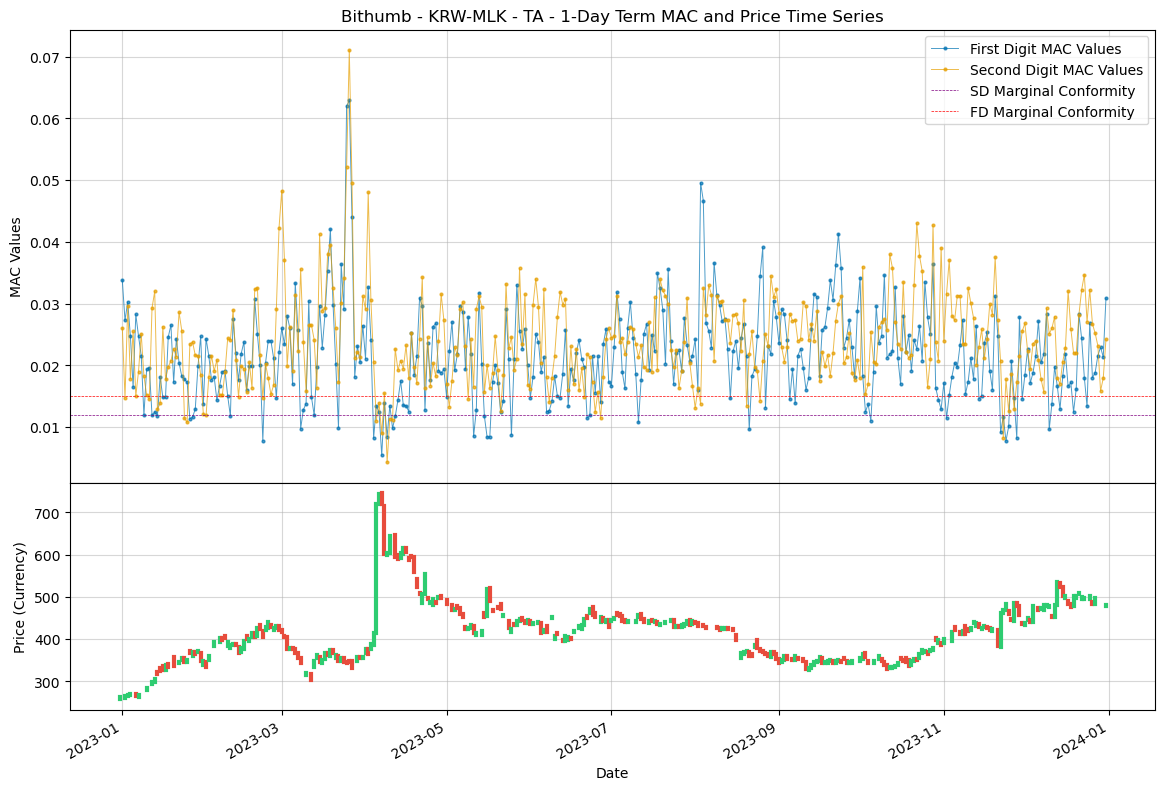 Bithumb - KRW-MLK - TA - 1-Day Term MAC and Price Time Series
First Digit MAC Values
Second Digit MAC Values
SD Marginal Conformity
FD Marginal Conformity
MAC Values
0.07
0.06
0.05
0.04
0.03
0.02
0.01
Price (Currency)
700
600
500
400
300
2023-01
2023-03
2023-05
2023-07
2023-09
2023-11
2024-01
Date